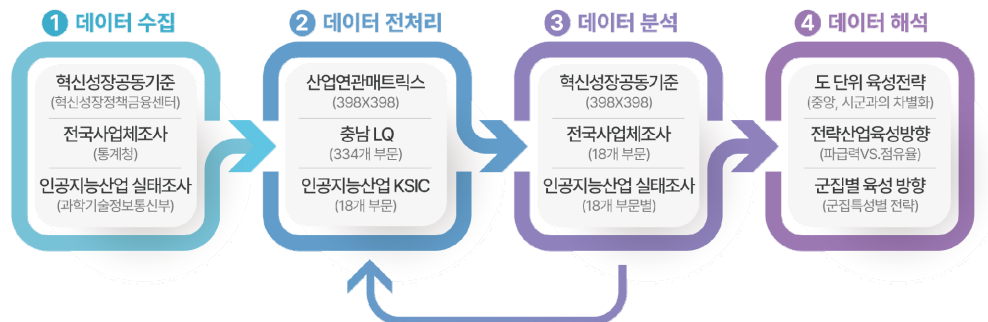 1 데이터 수집
혁신성장공동기준
(혁신성장정책금융센터)
전국사업체조사
(통계청)
인공지능산업 실태조사
(과학기술정보통신부)
2 데이터 전처리
산업연관매트릭스
(398X398)
충남 LQ
(334개 부문)
인공지능산업 KSIC
(18개 부문)
3 데이터 분석
혁신성장공동기준
(398X398)
전국사업체조사
(18개 부문)
인공지능산업 실태조사
(18개 부문별)
4 데이터 해석
도 단위 육성전략
(중앙, 시군과의 차별화)
전략산업육성방향
(파급력VS.점유율)
군집별 육성 방향
(군집특성별 전략)